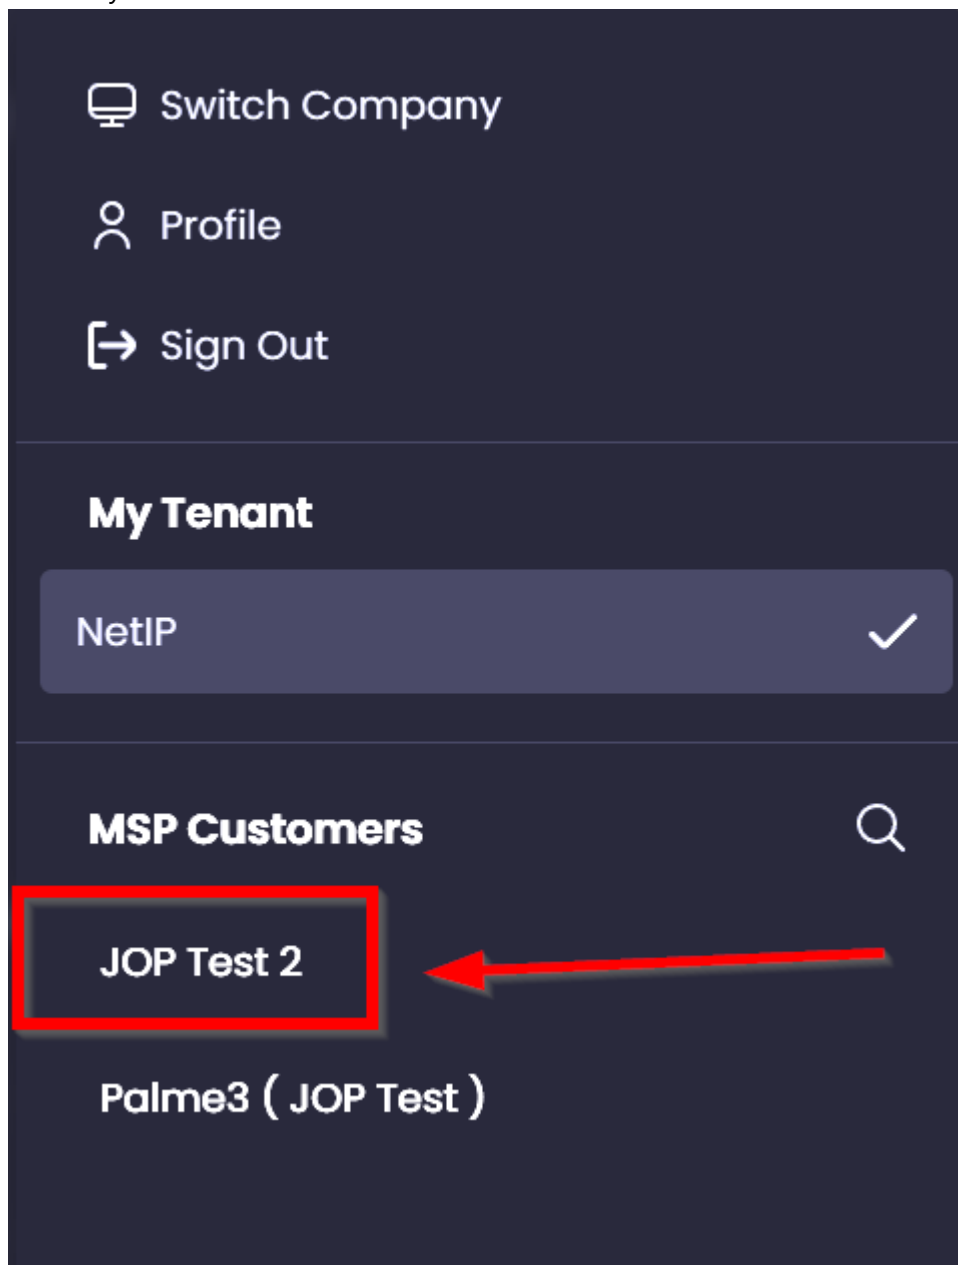 Switch Company
Profile
Sign Out
My Tenant
NetIP
MSP Customers
JOP Test 2
Palme3 ( JOP Test )